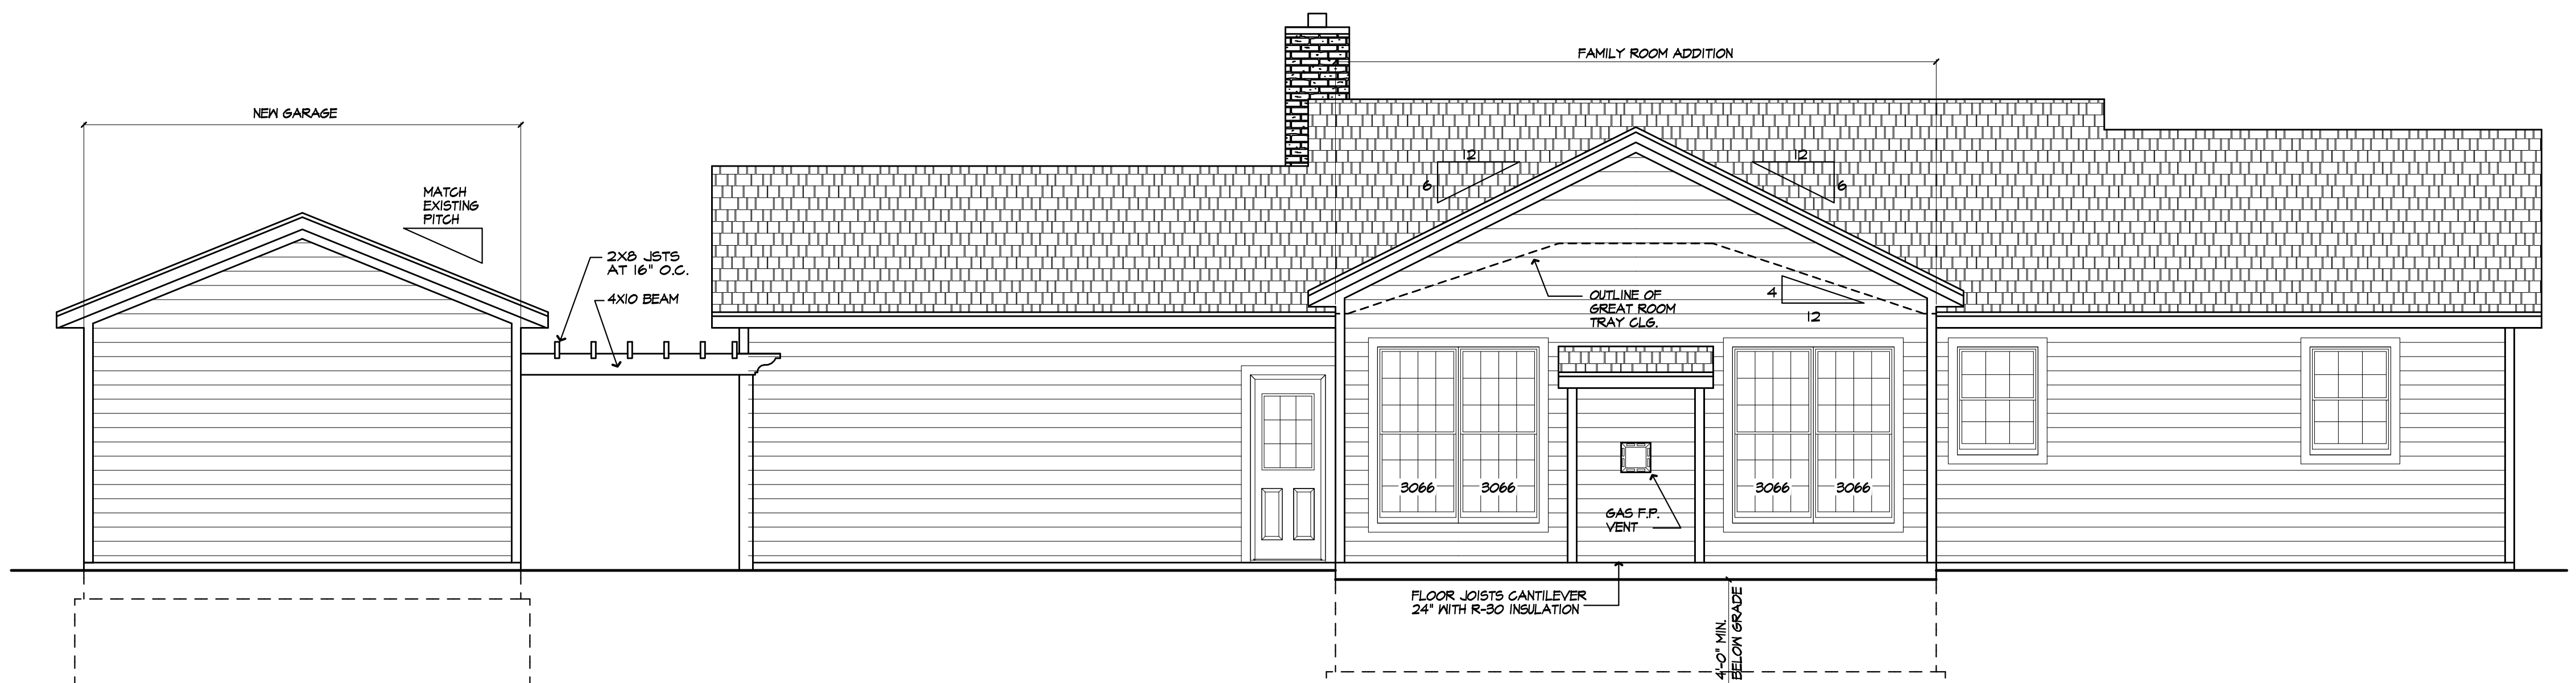 FAMILY ROOM ADDITION
NEW GARAGE
12
12
6
6
MATCH
EXISTING
PITCH
2X8 JSTS
AT 16" O.C.
4X10 BEAM
OUTLINE OF
GREAT ROOM
TRAY CLG.
4
12
3066
3066
3066
3066
GAS F.P.
VENT
FLOOR JOISTS CANTILEVER
24" WITH R-30 INSULATION
4'-0" MIN.
BELOW GRADE